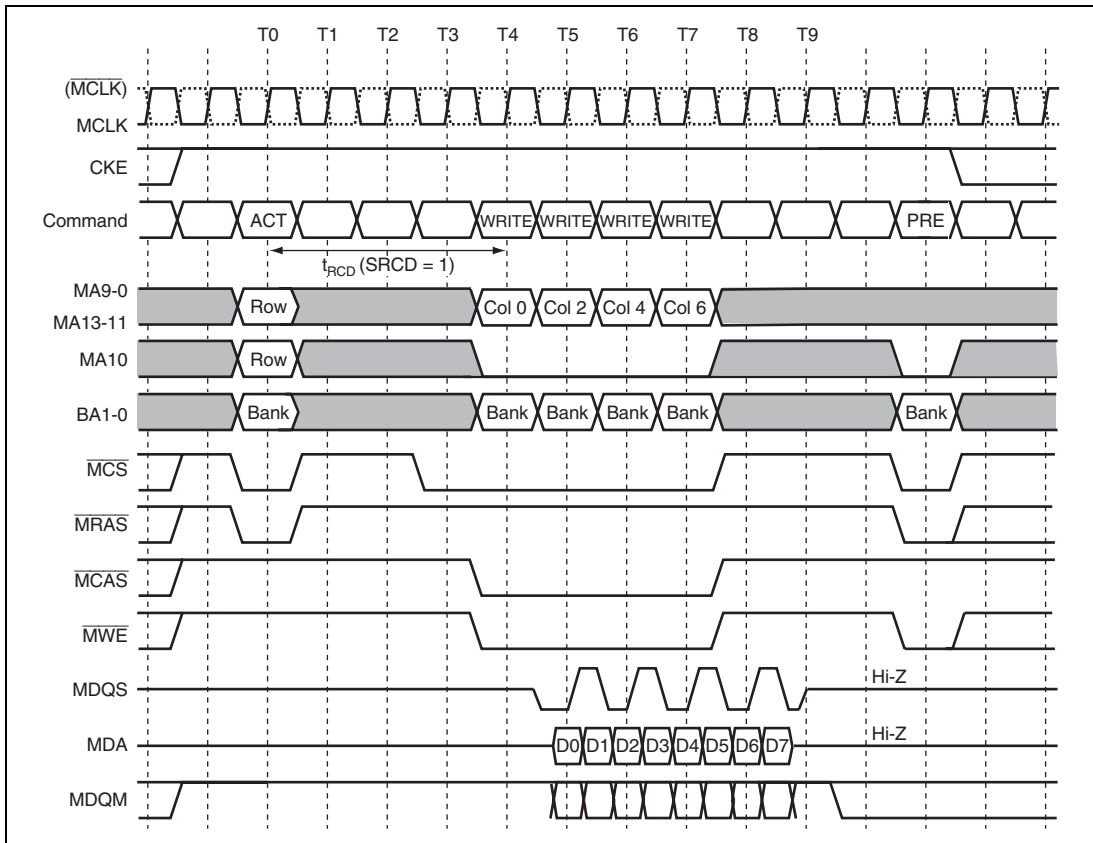 T0 T1 T2 T3 T4 T5 T6 T7 T8 T9
(MCLK)
MCLK
CKE
Command ACT WRITE WRITE WRITE WRITE PRE
tRCD (SRCD = 1)
MA9-0
MA13-11
Row Col 0 Col 2 Col 4 Col 6
MA10 Row
BA1-0 Bank Bank Bank Bank Bank Bank
MCS
MRAS
MCAS
MWE
MDQS Hi-Z
MDA D0 D1 D2 D3 D4 D5 D6 D7 Hi-Z
MDQM